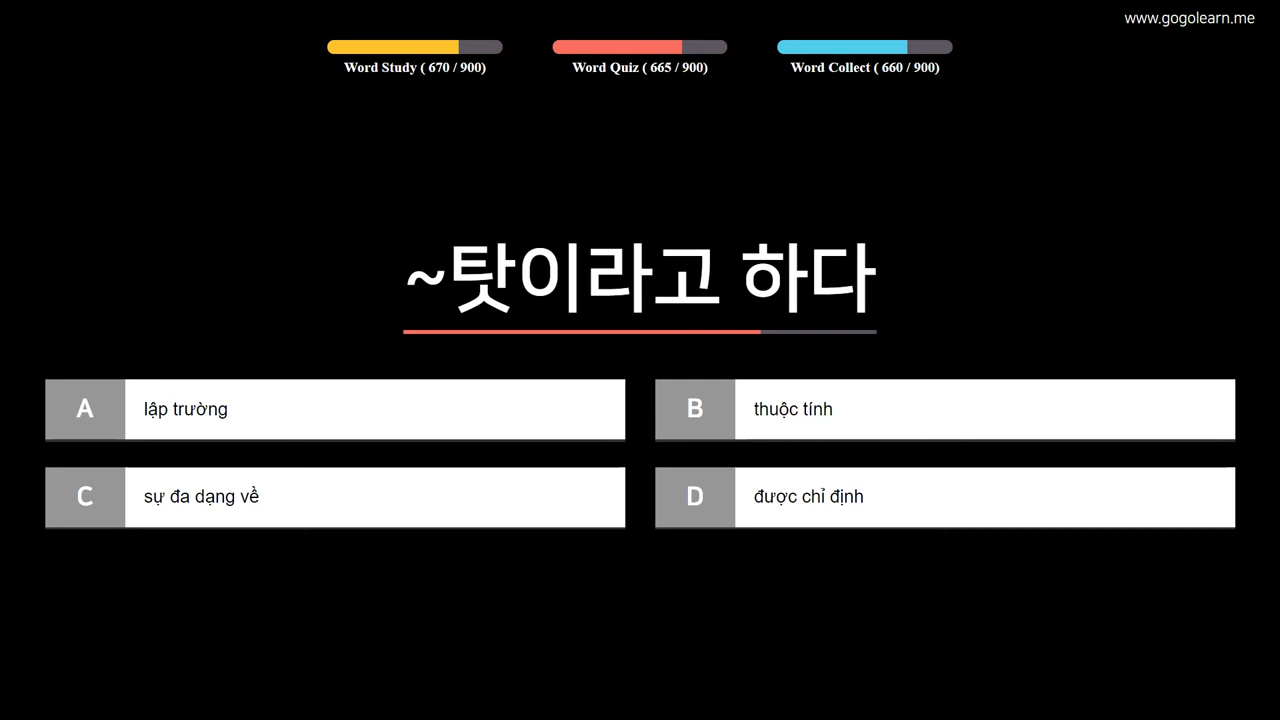 www.gogolearn.me
Word Study ( 670 / 900) Word Quiz ( 665 / 900) Word Collect ( 660 / 900)
~탓이라고 하다
A lập trường
B thuộc tính
C sự đa dạng về
D được chỉ định